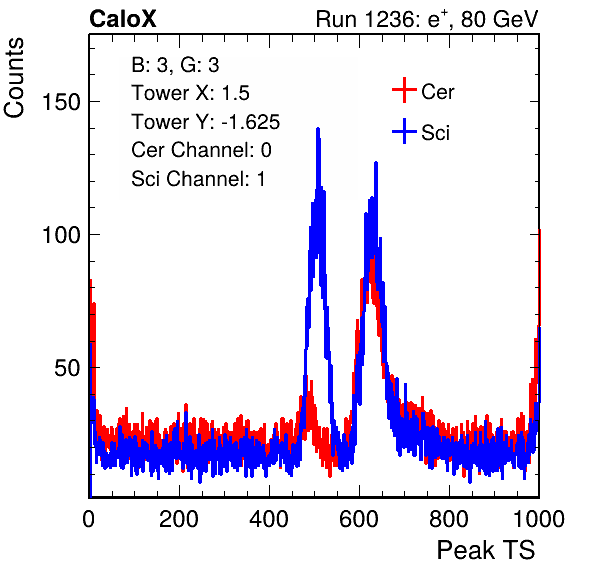 CaloX Run 1236: e⁺, 80 GeV
Counts
B: 3, G: 3
Tower X: 1.5
Tower Y: -1.625
Cer Channel: 0
Sci Channel: 1
Cer
Sci
150
100
50
0 200 400 600 800 1000
Peak TS